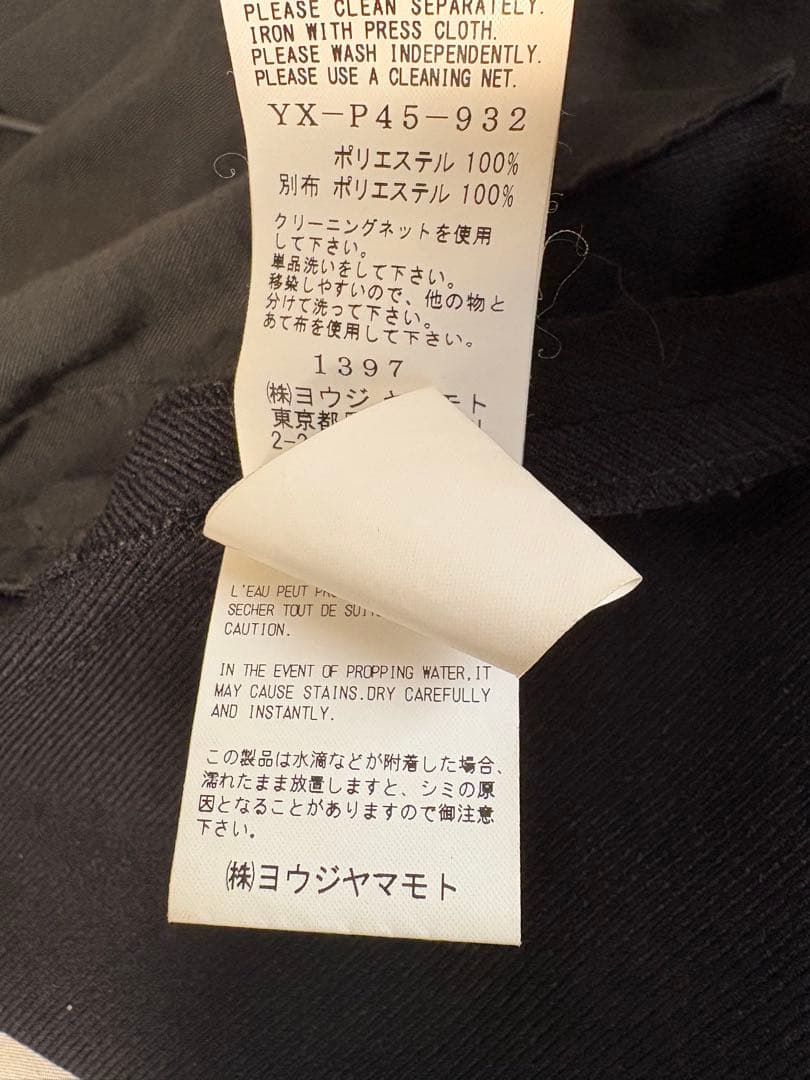 PLEASE CLEAN SEPARATELY.
IRON WITH PRESS CLOTH.
PLEASE WASH INDEPENDENTLY.
PLEASE USE A CLEANING NET.
YX-P45-932
ポリエステル 100%
別布 ポリエステル 100%
クリーニングネットを使用
して下さい。
単品洗いをして下さい。
移染しやすいので、他の物と
分けて洗って下さい。
あて布を使用して下さい。
1397
㈱ヨウジ モト
東京都
L'EAU PEUT
SECHER TOUT DE
CAUTION.
IN THE EVENT OF PROPPING WATER,IT
MAY CAUSE STAINS.DRY CAREFULLY
AND INSTANTLY.
この製品は水滴などが附着した場合、
濡れたまま放置しますと、シミの原
因となることがありますので御注意
下さい。
㈱ヨウジヤマモト